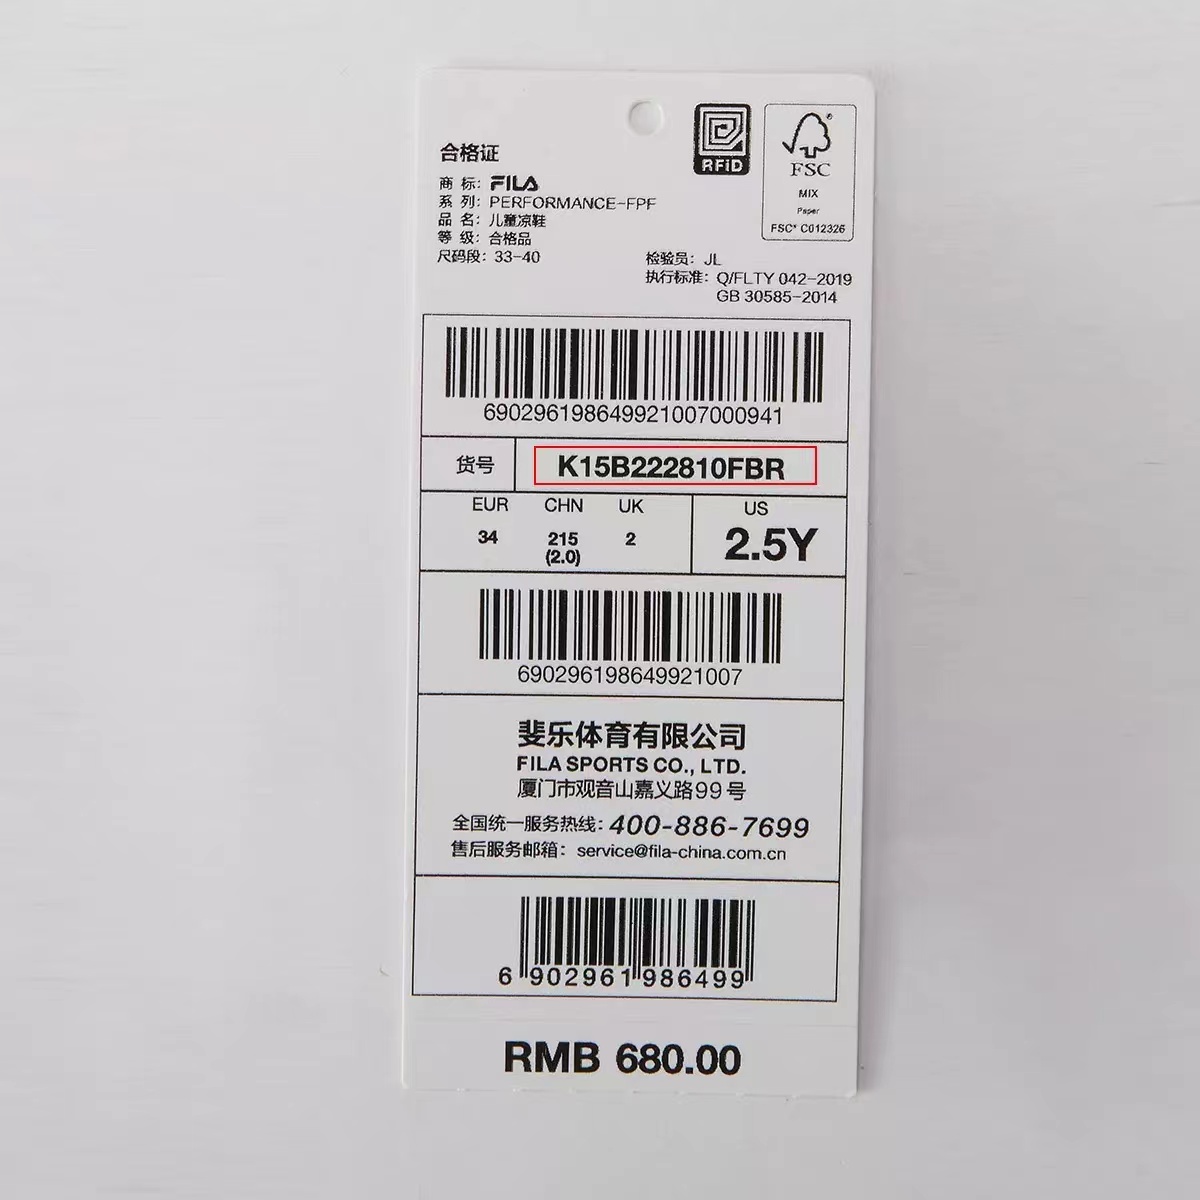 RFiD
FSC
MIX
Paper
FSC® C012326
合格证
商 标: FILA
系 列: PERFORMANCE-FPF
品 名: 儿童凉鞋
等 级: 合格品
尺码段: 33-40
检验员: JL
执行标准: Q/FLTY 042-2019
GB 30585-2014
690296198649921007000941
货号 K15B222810FBR
EUR CHN UK US
34 215 2 2.5Y
(2.0)
690296198649921007
斐乐体育有限公司
FILA SPORTS CO., LTD.
厦门市观音山嘉义路99号
全国统一服务热线: 400-886-7699
售后服务邮箱: service@fila-china.com.cn
6 902961 986499
RMB 680.00